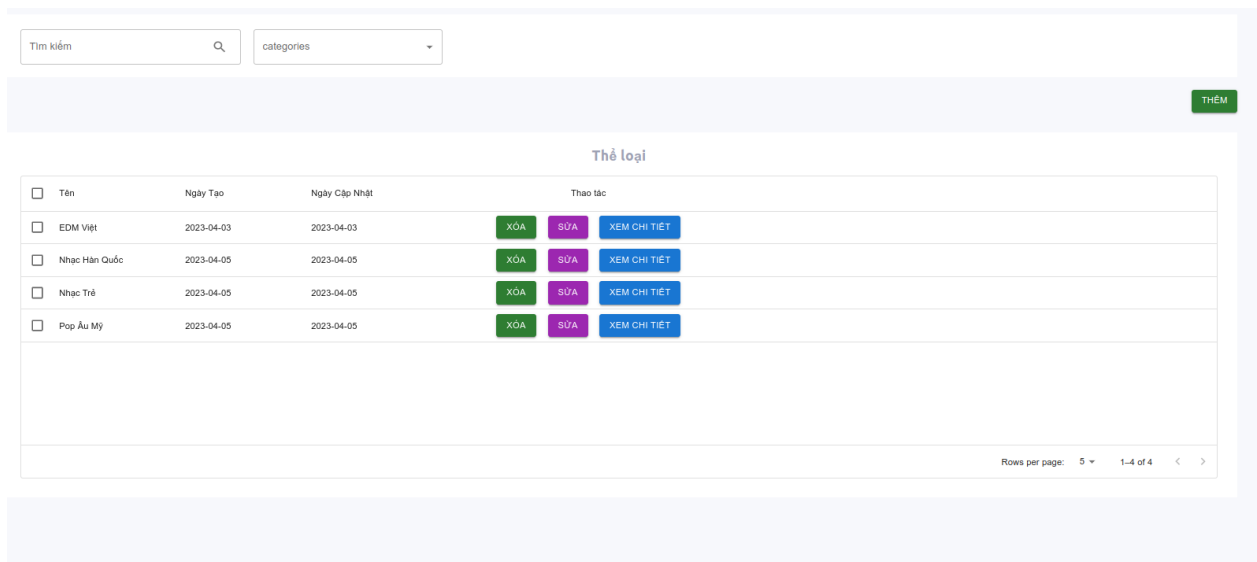 Tìm kiếm categories
THÊM
Thể loại
Tên Ngày Tạo Ngày Cập Nhật Thao tác
EDM Việt 2023-04-03 2023-04-03 XÓA SỬA XEM CHI TIẾT
Nhạc Hàn Quốc 2023-04-05 2023-04-05 XÓA SỬA XEM CHI TIẾT
Nhạc Trẻ 2023-04-05 2023-04-05 XÓA SỬA XEM CHI TIẾT
Pop Âu Mỹ 2023-04-05 2023-04-05 XÓA SỬA XEM CHI TIẾT
Rows per page: 5 1–4 of 4